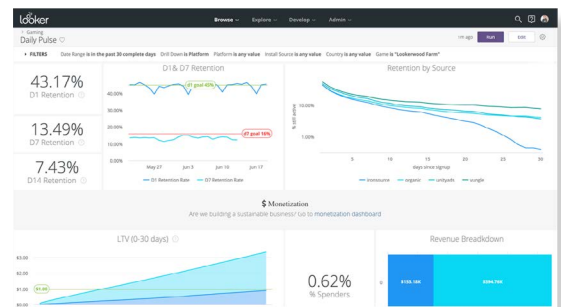 looker
Browse
Explore
Develop
Admin
Gaming
Daily Pulse
1m ago
Run
Edit
FILTERS
Date Range is in the past 30 complete days Drill Down is Platform Platform is any value Install Source is any value Country is any value Game is "Lookerwood Farm"
43.17%
D1 Retention
13.49%
D7 Retention
7.43%
D14 Retention
D1& D7 Retention
40.00%
30.00%
20.00%
10.00%
0.00%
d1 goal 45%
May 27
Jun 3
Jun 10
Jun 17
D1 Retention Rate
D7 Retention Rate
Retention by Source
% still active
10.00%
1.00%
5
10
15
20
25
30
days since signup
ironsource
organic
unityads
vungle
$ Monetization
Are we building a sustainable business? Go to monetization dashboard
LTV (0-30 days)
$3.00
$2.00
$1.00
$0.00
0.62%
% Spenders
Revenue Breakdown